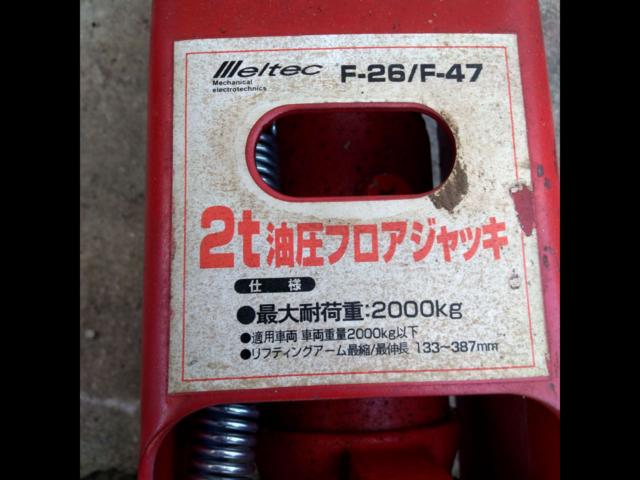 Meltec F-26/F-47
Mechanical
electrotechnics
2t油圧フロアジャッキ
仕様
●最大耐荷重:2000kg
●適用車両 車両重量2000kg以下
●リフティングアーム最縮/最伸長 133～387mm